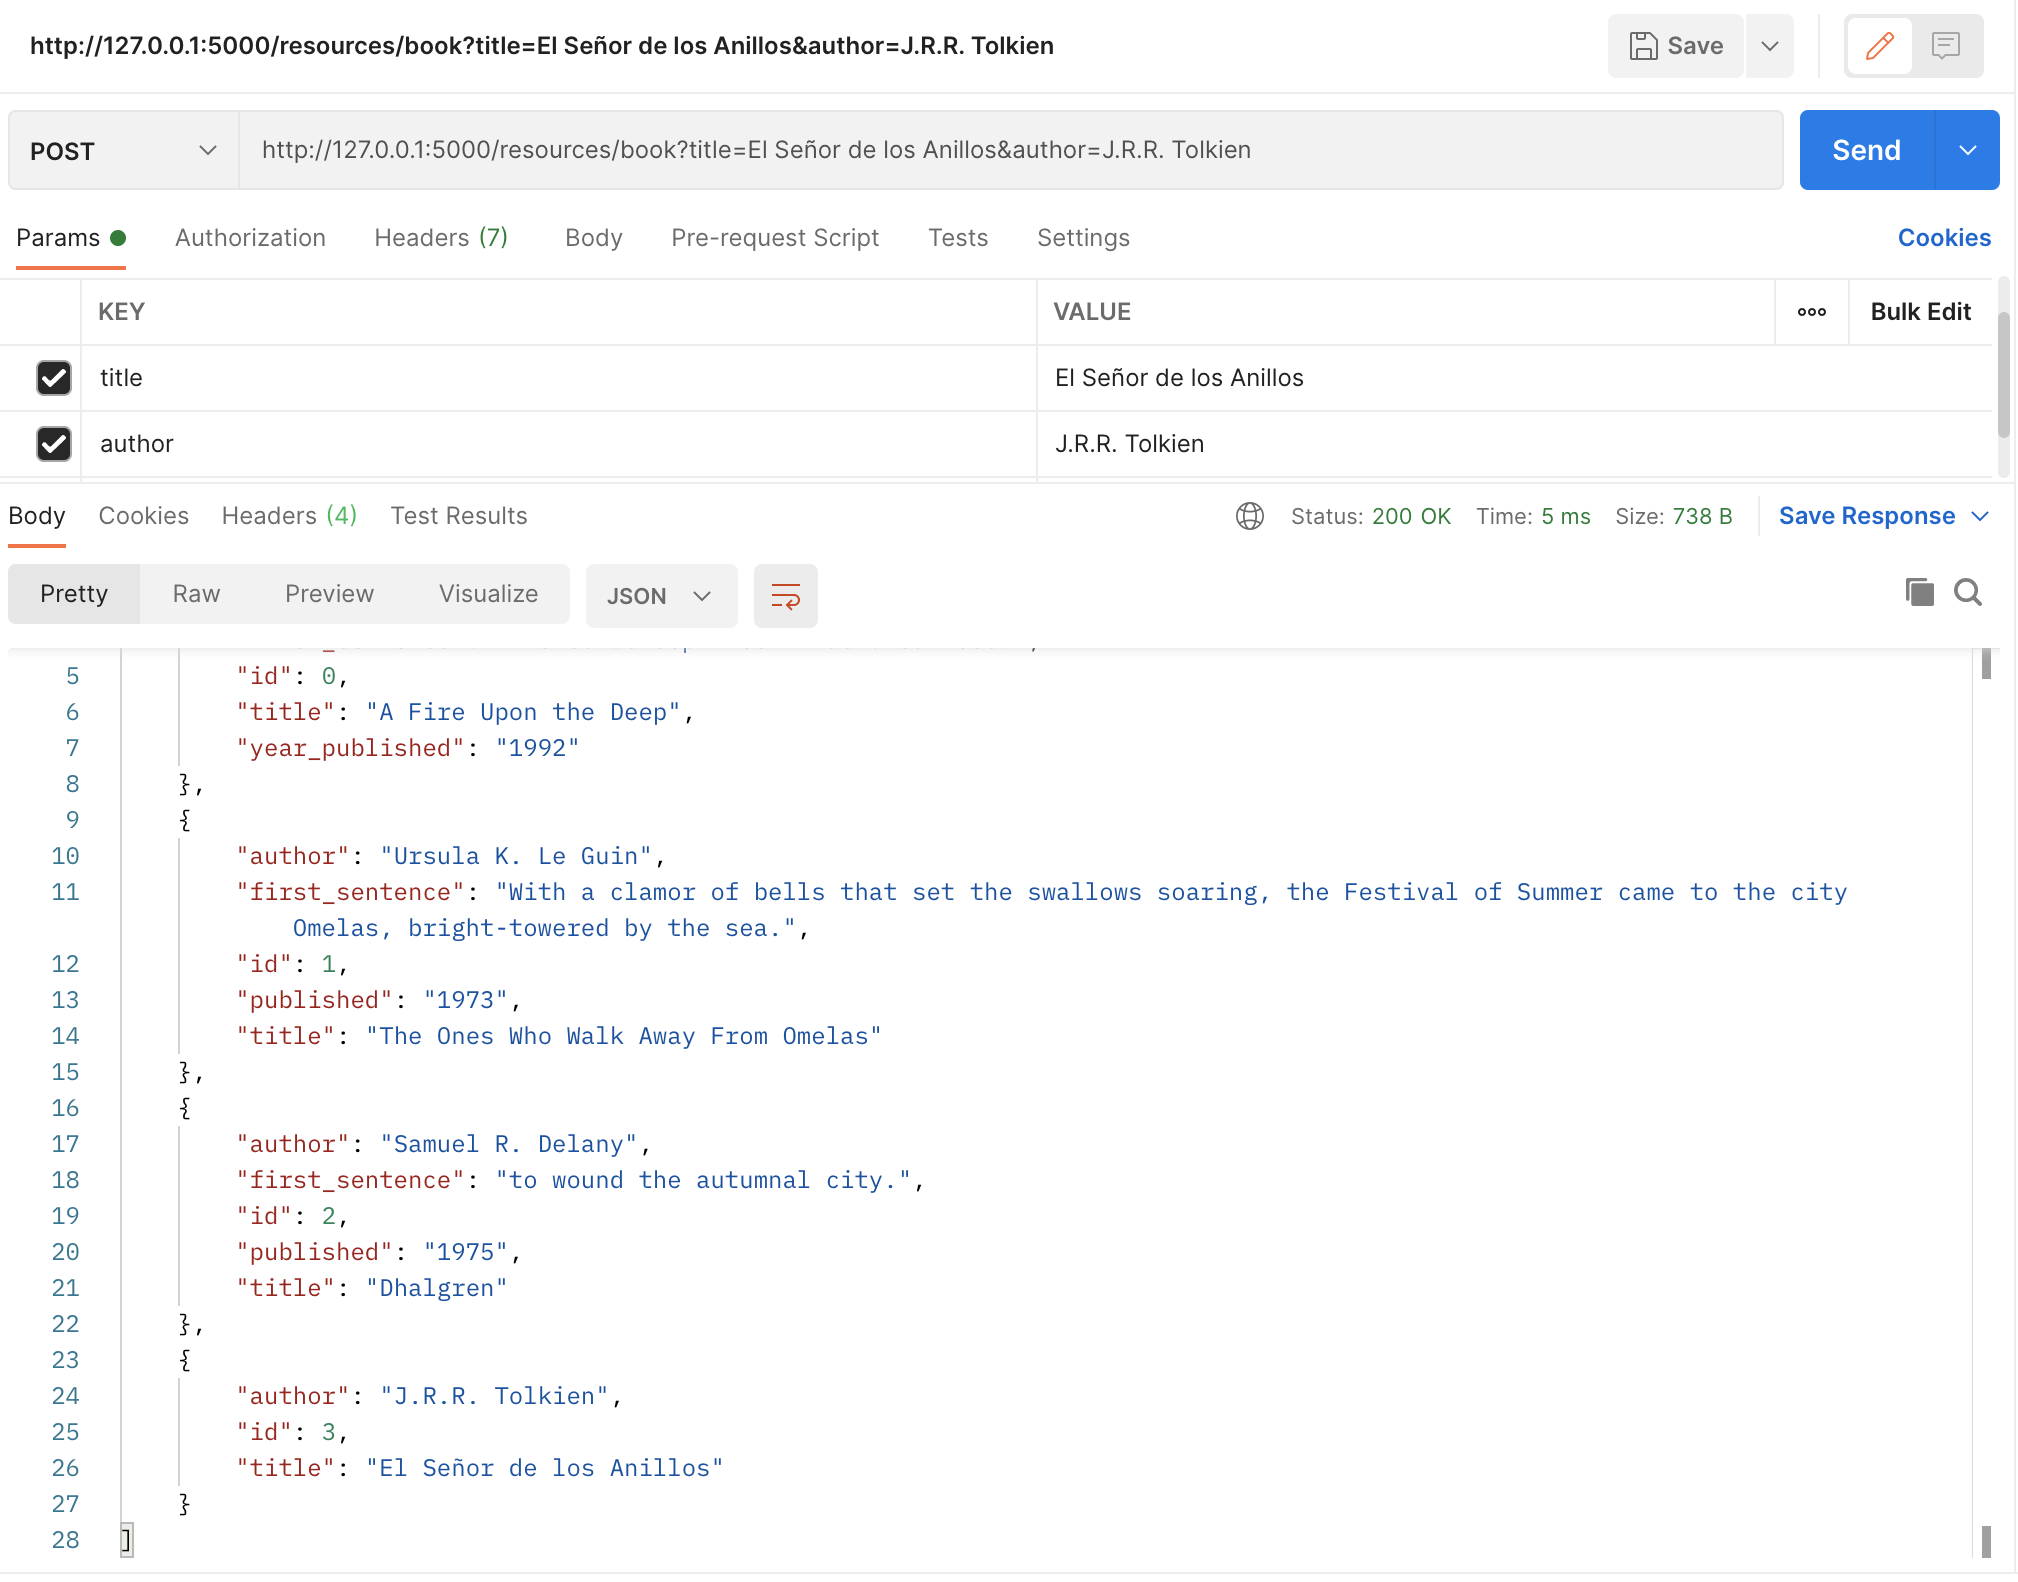 http://127.0.0.1:5000/resources/book?title=El Señor de los Anillos&author=J.R.R. Tolkien
Save
POST
http://127.0.0.1:5000/resources/book?title=El Señor de los Anillos&author=J.R.R. Tolkien
Send
Params Authorization Headers (7) Body Pre-request Script Tests Settings Cookies
KEY VALUE ooo Bulk Edit
title El Señor de los Anillos
author J.R.R. Tolkien
Body Cookies Headers (4) Test Results Status: 200 OK Time: 5 ms Size: 738 B Save Response
Pretty Raw Preview Visualize JSON
5 "id": 0,
6 "title": "A Fire Upon the Deep",
7 "year_published": "1992"
8 },
9 {
10 "author": "Ursula K. Le Guin",
11 "first_sentence": "With a clamor of bells that set the swallows soaring, the Festival of Summer came to the city
Omelas, bright-towered by the sea.",
12 "id": 1,
13 "published": "1973",
14 "title": "The Ones Who Walk Away From Omelas"
15 },
16 {
17 "author": "Samuel R. Delany",
18 "first_sentence": "to wound the autumnal city.",
19 "id": 2,
20 "published": "1975",
21 "title": "Dhalgren"
22 },
23 {
24 "author": "J.R.R. Tolkien",
25 "id": 3,
26 "title": "El Señor de los Anillos"
27 }
28 ]